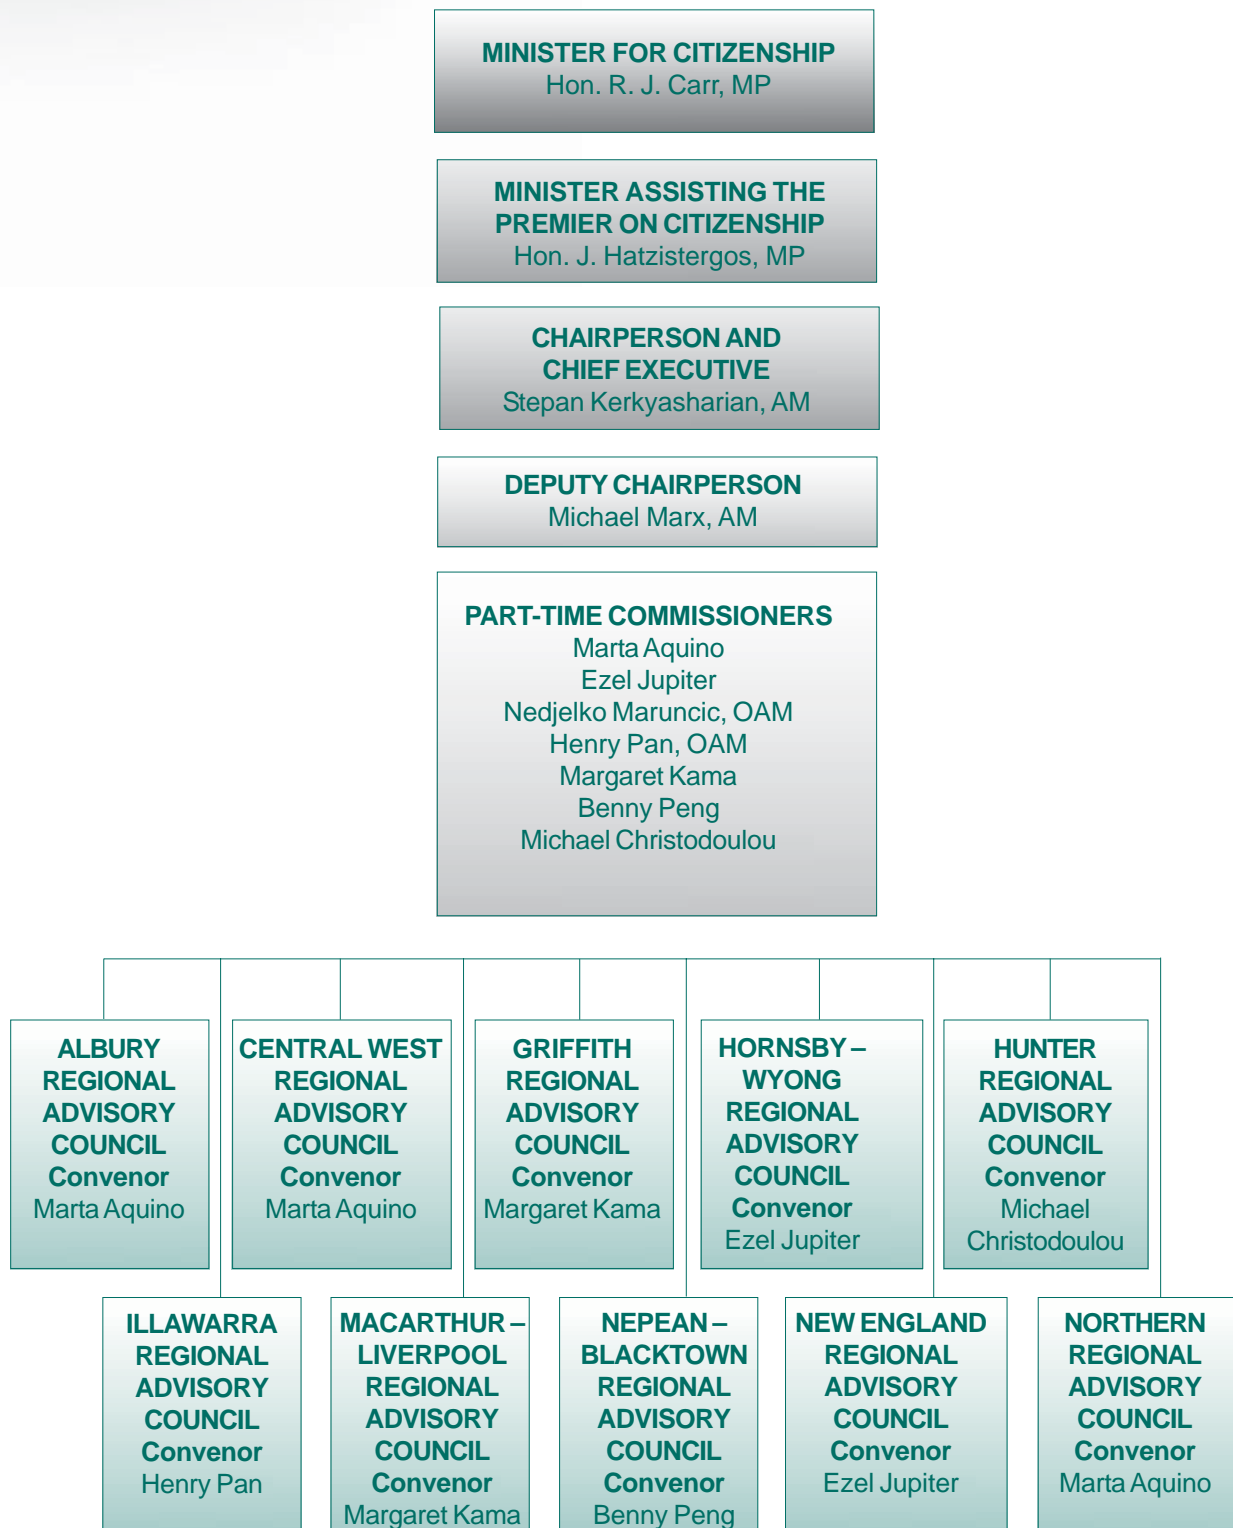 MINISTER FOR CITIZENSHIP
Hon. R. J. Carr, MP
MINISTER ASSISTING THE
PREMIER ON CITIZENSHIP
Hon. J. Hatzistergos, MP
CHAIRPERSON AND
CHIEF EXECUTIVE
Stepan Kerkyasharian, AM
DEPUTY CHAIRPERSON
Michael Marx, AM
PART-TIME COMMISSIONERS
Marta Aquino
Ezel Jupiter
Nedjelko Maruncic, OAM
Henry Pan, OAM
Margaret Kama
Benny Peng
Michael Christodoulou
ALBURY
REGIONAL
ADVISORY
COUNCIL
Convenor
Marta Aquino
CENTRAL WEST
REGIONAL
ADVISORY
COUNCIL
Convenor
Marta Aquino
GRIFFITH
REGIONAL
ADVISORY
COUNCIL
Convenor
Margaret Kama
HORNSBY –
WYONG
REGIONAL
ADVISORY
COUNCIL
Convenor
Ezel Jupiter
HUNTER
REGIONAL
ADVISORY
COUNCIL
Convenor
Michael
Christodoulou
ILLAWARRA
REGIONAL
ADVISORY
COUNCIL
Convenor
Henry Pan
MACARTHUR –
LIVERPOOL
REGIONAL
ADVISORY
COUNCIL
Convenor
Margaret Kama
NEPEAN –
BLACKTOWN
REGIONAL
ADVISORY
COUNCIL
Convenor
Benny Peng
NEW ENGLAND
REGIONAL
ADVISORY
COUNCIL
Convenor
Ezel Jupiter
NORTHERN
REGIONAL
ADVISORY
COUNCIL
Convenor
Marta Aquino